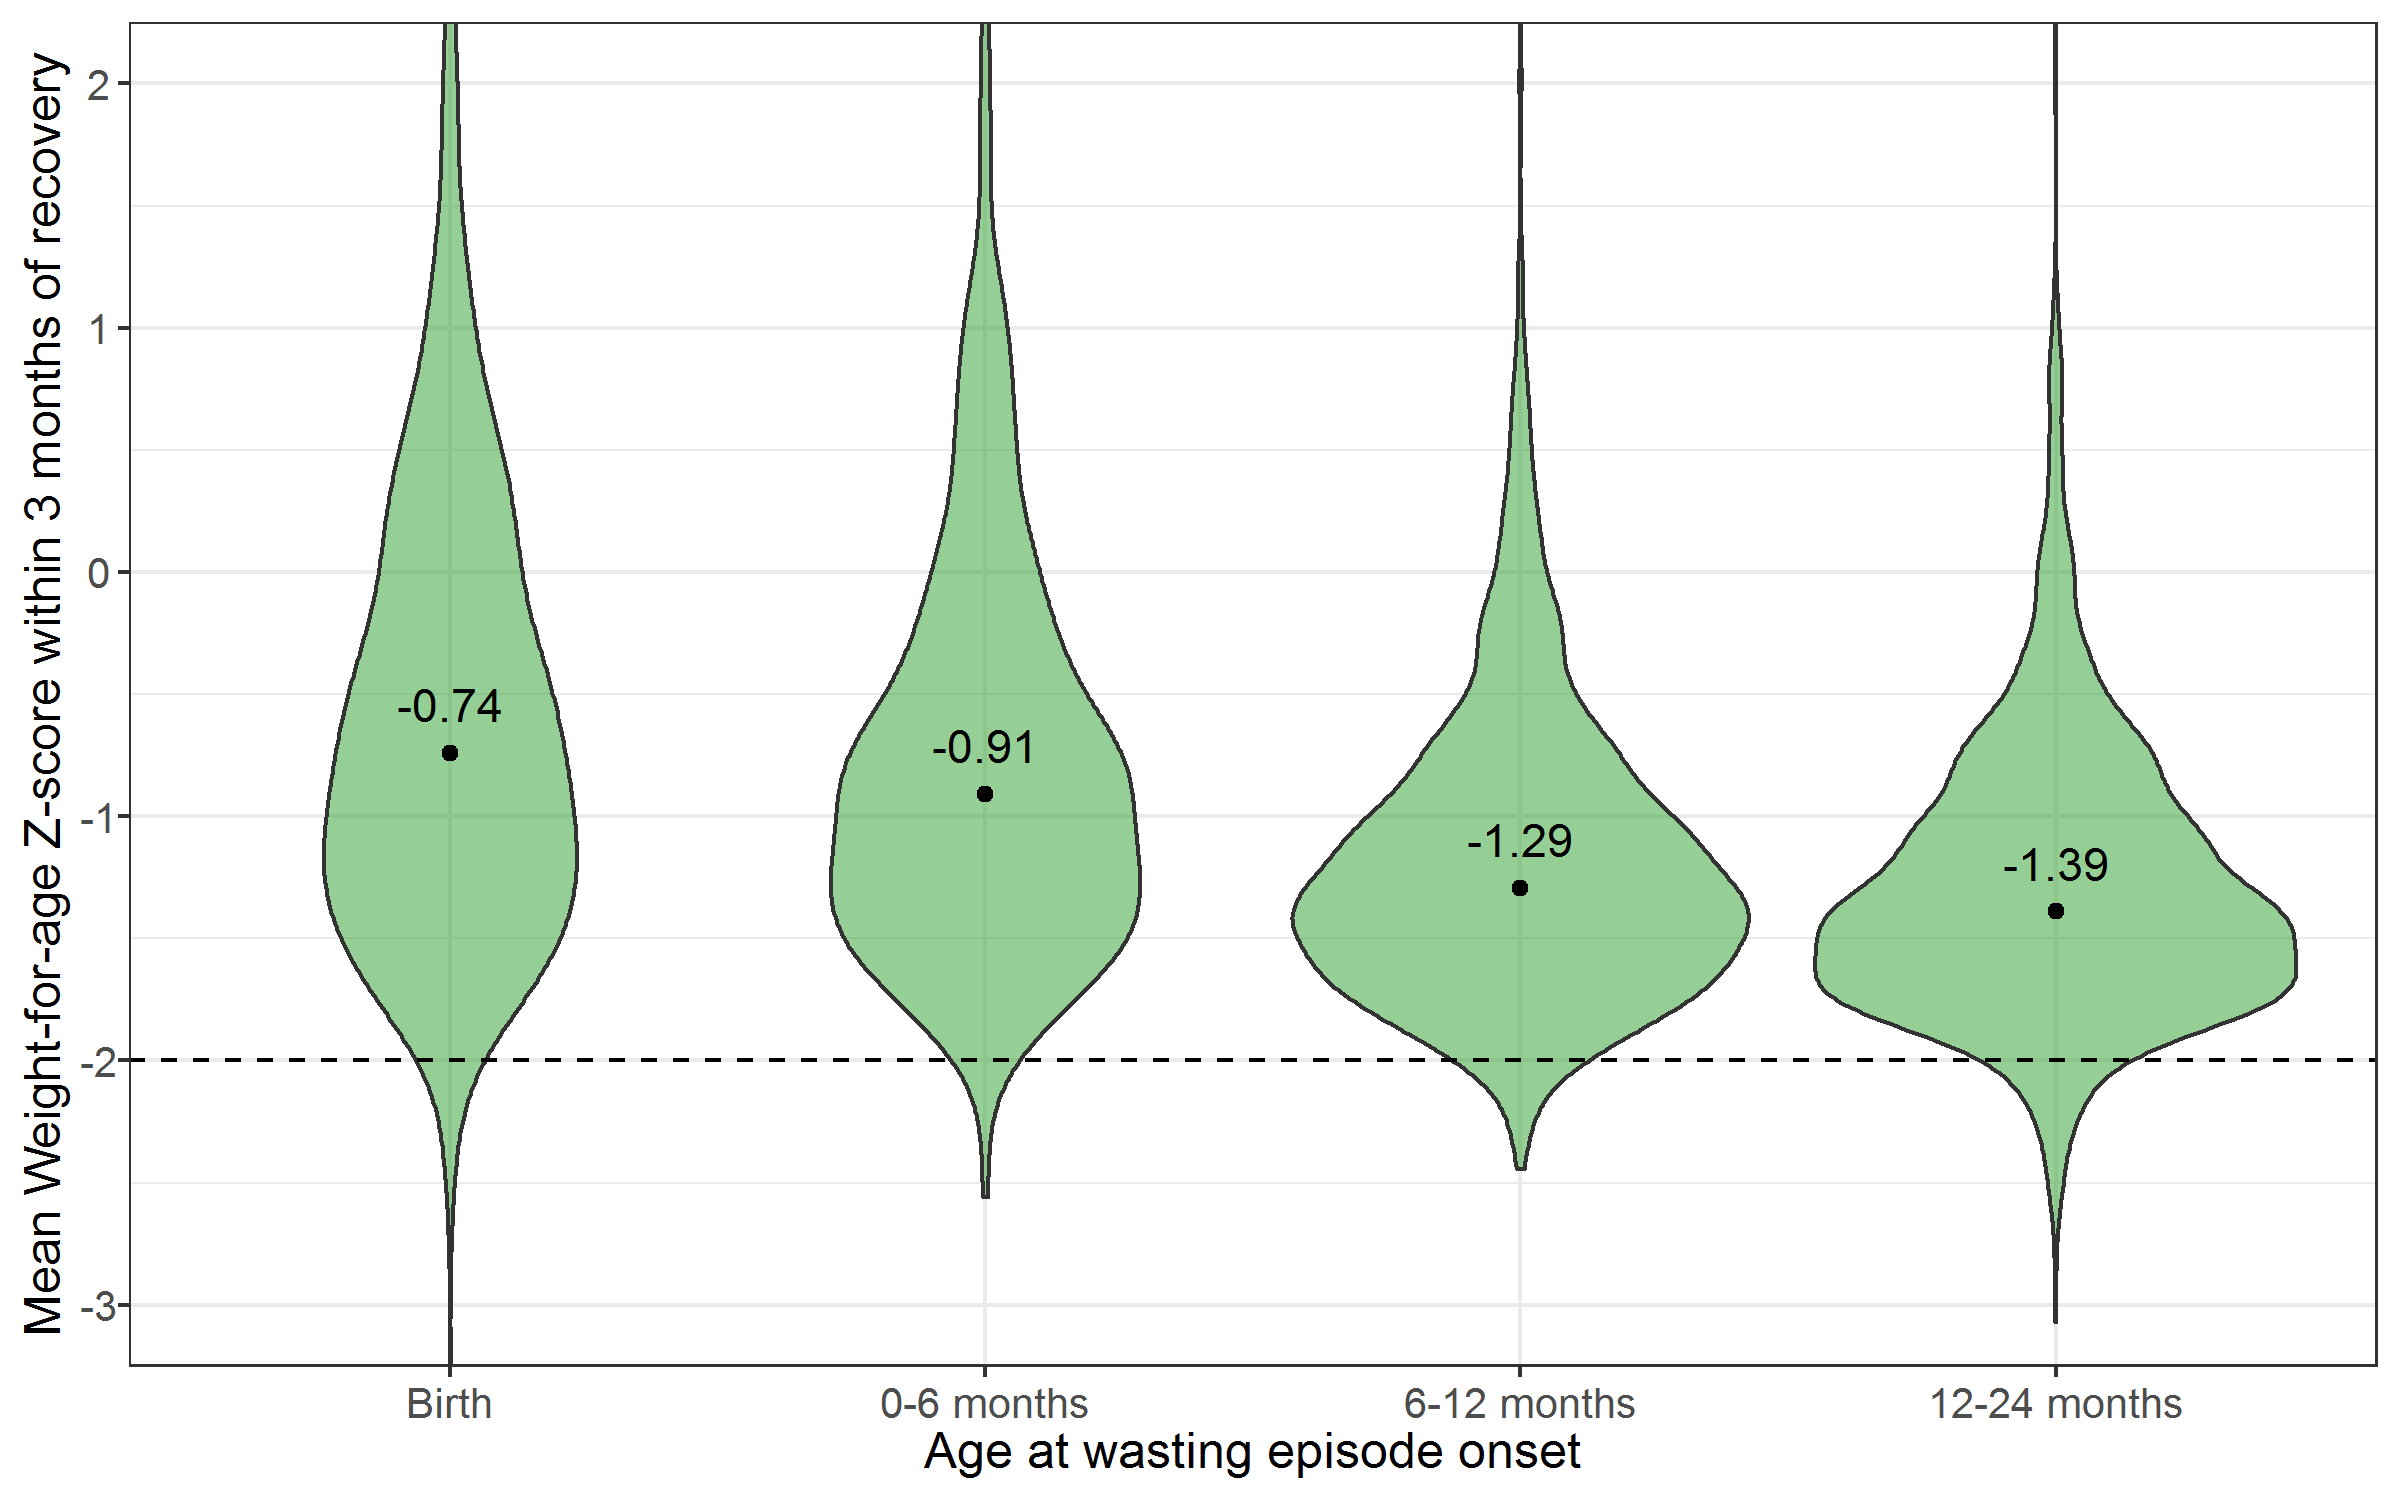 Mean Weight-for-age Z-score within 3 months of recovery
2
1
0
-1
-2
-3
-0.74
-0.91
-1.29
-1.39
Birth
0-6 months
6-12 months
12-24 months
Age at wasting episode onset